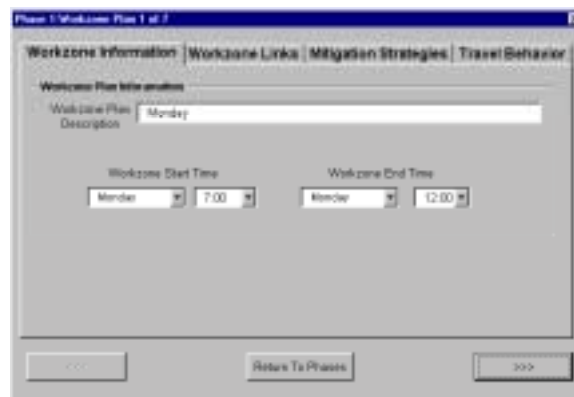 Phase 1 Workzone Plan 1 of 7
Workzone Information Workzone Links Mitigation Strategies Travel Behavior
Workzone Plan Information
Workzone Plan Description Monday
Workzone Start Time Workzone End Time
Monday 7:00 Monday 12:00
<<< Return To Phases >>>